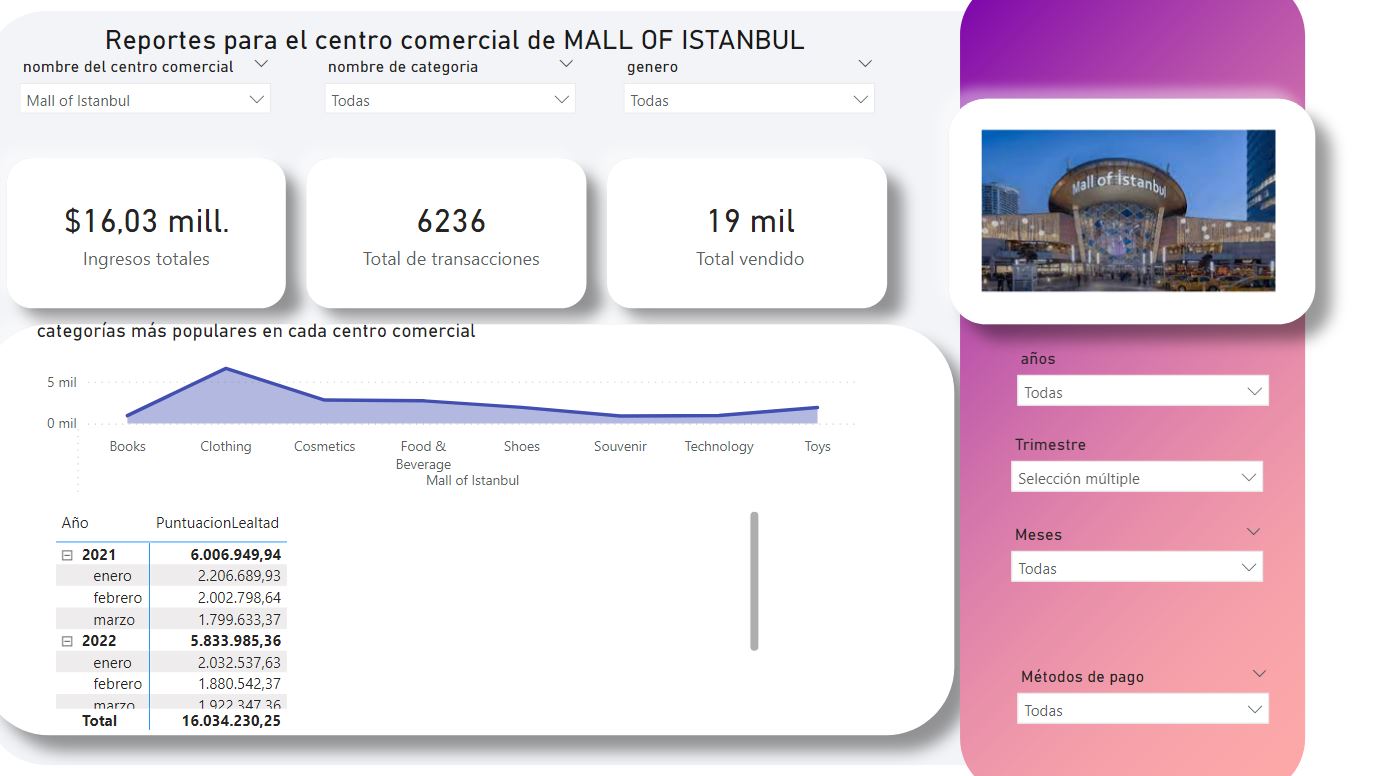 Reportes para el centro comercial de MALL OF ISTANBUL
nombre del centro comercial
Mall of Istanbul
nombre de categoria
Todas
genero
Todas
$16,03 mill.
Ingresos totales
6236
Total de transacciones
19 mil
Total vendido
Mall of İstanbul
categorías más populares en cada centro comercial
5 mil
0 mil
Books Clothing Cosmetics Food & Shoes Souvenir Technology Toys
Beverage
Mall of Istanbul
Año PuntuacionLealtad
2021 6.006.949,94
enero 2.206.689,93
febrero 2.002.798,64
marzo 1.799.633,37
2022 5.833.985,36
enero 2.032.537,63
febrero 1.880.542,37
marzo 1.922.347,36
Total 16.034.230,25
años
Todas
Trimestre
Selección múltiple
Meses
Todas
Métodos de pago
Todas